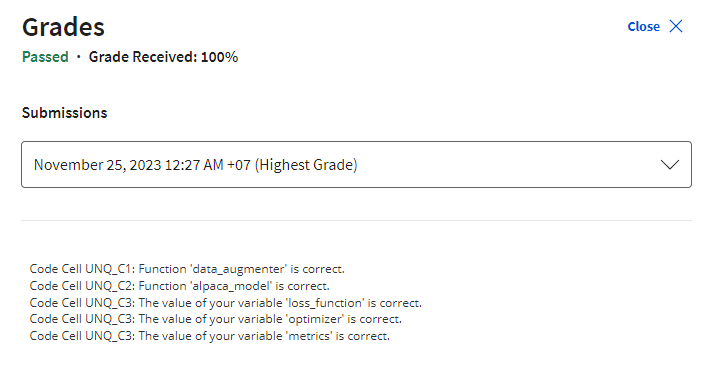 Grades
Close
Passed · Grade Received: 100%
Submissions
November 25, 2023 12:27 AM +07 (Highest Grade)
Code Cell UNQ_C1: Function 'data_augmenter' is correct.
Code Cell UNQ_C2: Function 'alpaca_model' is correct.
Code Cell UNQ_C3: The value of your variable 'loss_function' is correct.
Code Cell UNQ_C3: The value of your variable 'optimizer' is correct.
Code Cell UNQ_C3: The value of your variable 'metrics' is correct.